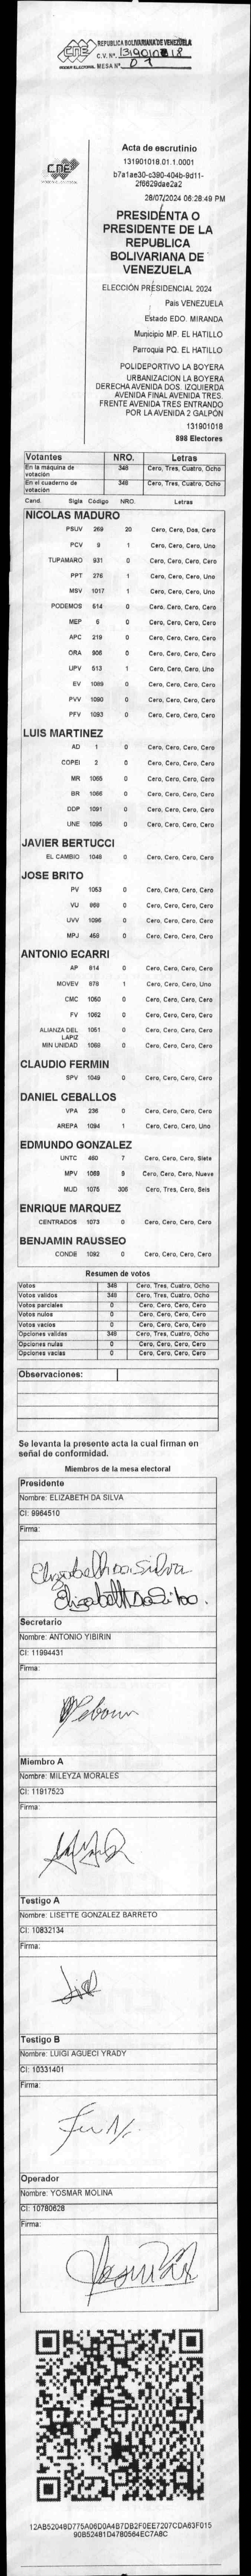 REPUBLICA BOLIVARIANA DE VENEZUELA
CNE
PODER ELECTORAL
C.V. N°. 131901018
MESA N° 01
CNE
Acta de escrutinio
131901018.01.1.0001
b7a1ae30-c390-404b-9d11-
2f6629dae2a2
28/07/2024 06:28:49 PM
PRESIDENTA O
PRESIDENTE DE LA
REPUBLICA
BOLIVARIANA DE
VENEZUELA
ELECCIÓN PRESIDENCIAL 2024
Pais VENEZUELA
Estado EDO. MIRANDA
Municipio MP. EL HATILLO
Parroquia PQ. EL HATILLO
POLIDEPORTIVO LA BOYERA
URBANIZACION LA BOYERA
DERECHA AVENIDA DOS. IZQUIERDA
AVENIDA FINAL AVENIDA TRES.
FRENTE AVENIDA TRES ENTRANDO
POR LA AVENIDA 2 GALPÓN
131901018
898 Electores
Votantes NRO. Letras
En la máquina de votación 348 Cero, Tres, Cuatro, Ocho
En el cuaderno de votación 348 Cero, Tres, Cuatro, Ocho
Cand. Sigla Código NRO. Letras
NICOLAS MADURO
PSUV 269 20 Cero, Cero, Dos, Cero
PCV 9 1 Cero, Cero, Cero, Uno
TUPAMARO 931 0 Cero, Cero, Cero, Cero
PPT 276 1 Cero, Cero, Cero, Uno
MSV 1017 1 Cero, Cero, Cero, Uno
PODEMOS 514 0 Cero, Cero, Cero, Cero
MEP 6 0 Cero, Cero, Cero, Cero
APC 219 0 Cero, Cero, Cero, Cero
ORA 908 0 Cero, Cero, Cero, Cero
UPV 513 1 Cero, Cero, Cero, Uno
EV 1089 0 Cero, Cero, Cero, Cero
PVV 1090 0 Cero, Cero, Cero, Cero
PFV 1093 0 Cero, Cero, Cero, Cero
LUIS MARTINEZ
AD 1 0 Cero, Cero, Cero, Cero
COPEI 2 0 Cero, Cero, Cero, Cero
MR 1055 0 Cero, Cero, Cero, Cero
BR 1056 0 Cero, Cero, Cero, Cero
DDP 1091 0 Cero, Cero, Cero, Cero
UNE 1095 0 Cero, Cero, Cero, Cero
JAVIER BERTUCCI
EL CAMBIO 1048 0 Cero, Cero, Cero, Cero
JOSE BRITO
PV 1053 0 Cero, Cero, Cero, Cero
VU 969 0 Cero, Cero, Cero, Cero
UVV 1096 0 Cero, Cero, Cero, Cero
MPJ 458 0 Cero, Cero, Cero, Cero
ANTONIO ECARRI
AP 814 0 Cero, Cero, Cero, Cero
MOVEV 878 1 Cero, Cero, Cero, Uno
CMC 1050 0 Cero, Cero, Cero, Cero
FV 1062 0 Cero, Cero, Cero, Cero
ALIANZA DEL LAPIZ 1051 0 Cero, Cero, Cero, Cero
MIN UNIDAD 1069 0 Cero, Cero, Cero, Cero
CLAUDIO FERMIN
SPV 1049 0 Cero, Cero, Cero, Cero
DANIEL CEBALLOS
VPA 236 0 Cero, Cero, Cero, Cero
AREPA 1094 1 Cero, Cero, Cero, Uno
EDMUNDO GONZALEZ
UNTC 480 7 Cero, Cero, Cero, Siete
MPV 1069 9 Cero, Cero, Cero, Nueve
MUD 1075 306 Cero, Tres, Cero, Seis
ENRIQUE MARQUEZ
CENTRADOS 1073 0 Cero, Cero, Cero, Cero
BENJAMIN RAUSSEO
CONDE 1092 0 Cero, Cero, Cero, Cero
Resumen de votos
Votos 348 Cero, Tres, Cuatro, Ocho
Votos validos 348 Cero, Tres, Cuatro, Ocho
Votos parciales 0 Cero, Cero, Cero, Cero
Votos nulos 0 Cero, Cero, Cero, Cero
Votos vacios 0 Cero, Cero, Cero, Cero
Opciones validas 348 Cero, Tres, Cuatro, Ocho
Opciones nulas 0 Cero, Cero, Cero, Cero
Opciones vacias 0 Cero, Cero, Cero, Cero
Observaciones:
Se levanta la presente acta la cual firman en
señal de conformidad.
Miembros de la mesa electoral
Presidente
Nombre: ELIZABETH DA SILVA
CI: 9964510
Firma:
Elizabeth Da Silva
Secretario
Nombre: ANTONIO YIBIRIN
CI: 11994431
Firma:
Miembro A
Nombre: MILEYZA MORALES
CI: 11917523
Firma:
Testigo A
Nombre: LISETTE GONZALEZ BARRETO
CI: 10832134
Firma:
Testigo B
Nombre: LUIGI AGUECI YRADY
CI: 10331401
Firma:
Operador
Nombre: YOSMAR MOLINA
CI: 10780628
Firma:
12AB52048D775A06D0A4B7DB2F0EE7207CDA63F015
90B52481D4780564EC7A8C